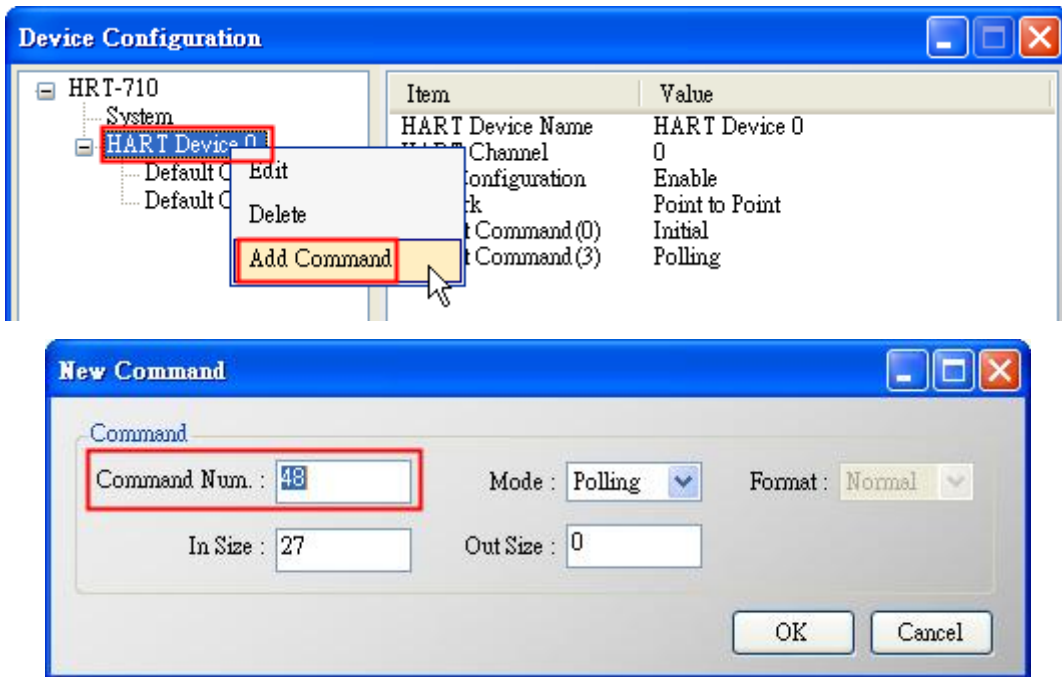 Device Configuration
HRT-710
System
HART Device 0
Default C
Default C
Edit
Delete
Add Command
Item Value
HART Device Name HART Device 0
Channel 0
onfiguration Enable
k Point to Point
t Command(0) Initial
t Command(3) Polling
New Command
Command
Command Num. : 48 Mode : Polling Format : Normal
In Size : 27 Out Size : 0
OK Cancel